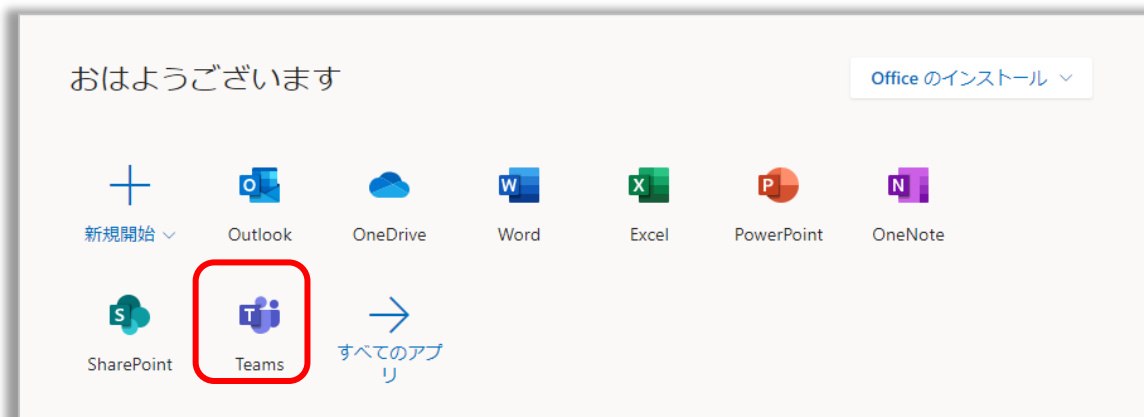 おはようございます
Office のインストール
新規開始
Outlook
OneDrive
Word
Excel
PowerPoint
OneNote
SharePoint
Teams
すべてのアプ
リ